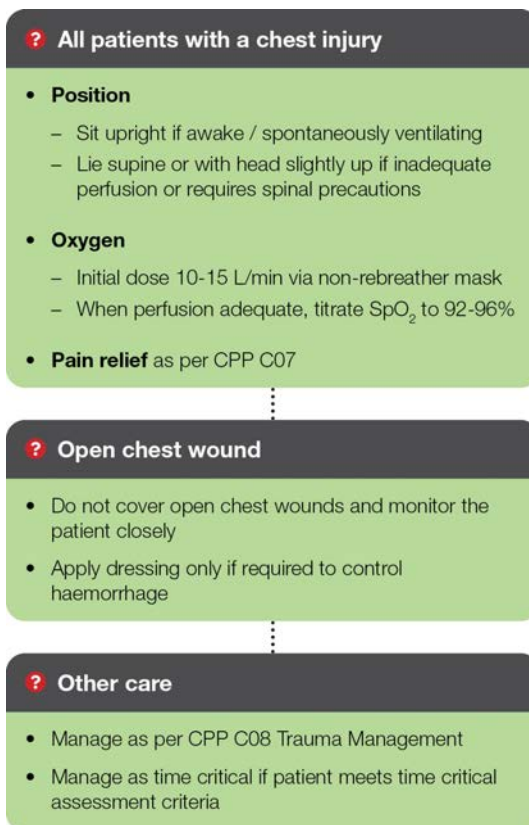 ? All patients with a chest injury
• Position
– Sit upright if awake / spontaneously ventilating
– Lie supine or with head slightly up if inadequate
perfusion or requires spinal precautions
• Oxygen
– Initial dose 10-15 L/min via non-rebreather mask
– When perfusion adequate, titrate SpO₂ to 92-96%
• Pain relief as per CPP C07
? Open chest wound
• Do not cover open chest wounds and monitor the
patient closely
• Apply dressing only if required to control
haemorrhage
? Other care
• Manage as per CPP C08 Trauma Management
• Manage as time critical if patient meets time critical
assessment criteria